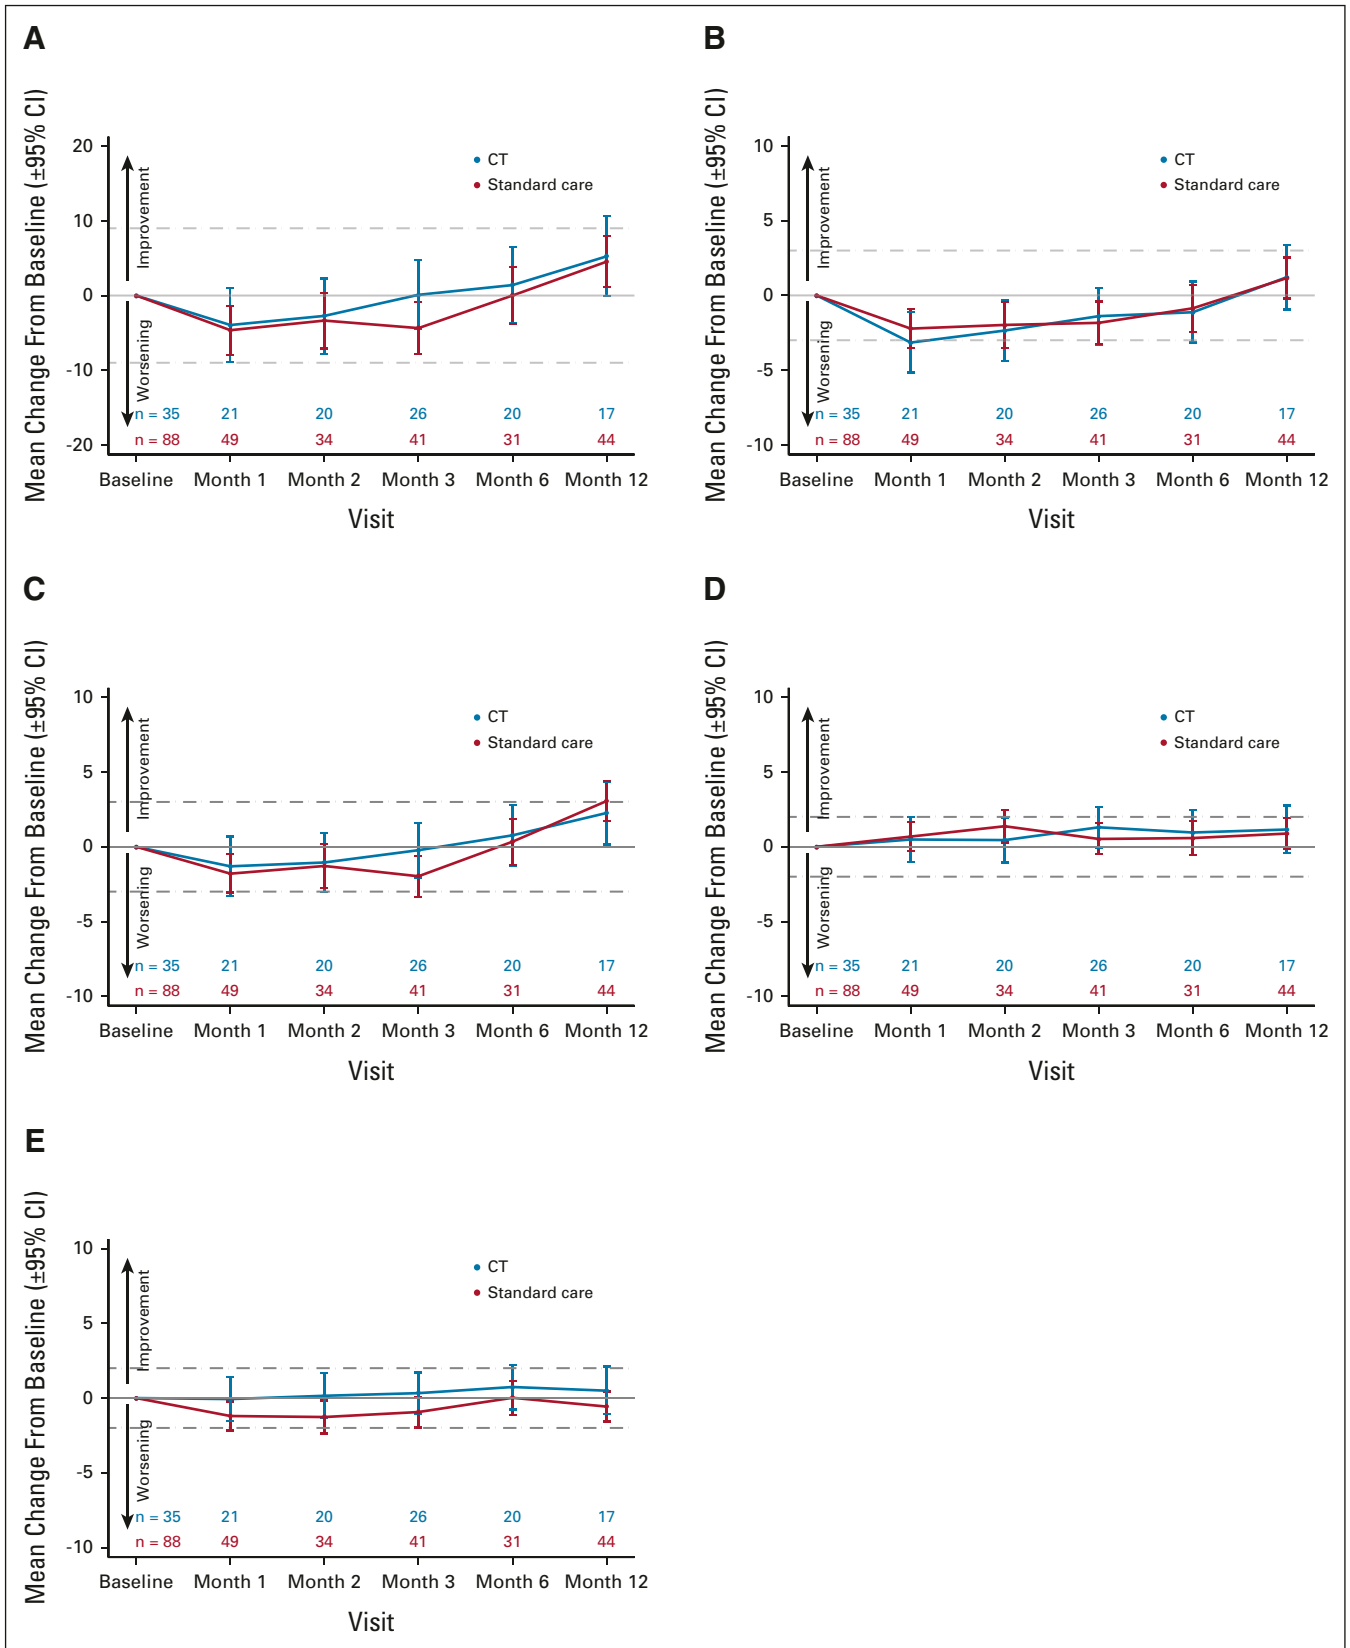 A
Mean Change From Baseline (±95% CI)
20
10
0
-10
-20
Improvement
Worsening
CT
Standard care
n = 35 21 20 26 20 17
n = 88 49 34 41 31 44
Baseline Month 1 Month 2 Month 3 Month 6 Month 12
Visit
B
Mean Change From Baseline (±95% CI)
10
5
0
-5
-10
Improvement
Worsening
CT
Standard care
n = 35 21 20 26 20 17
n = 88 49 34 41 31 44
Baseline Month 1 Month 2 Month 3 Month 6 Month 12
Visit
C
Mean Change From Baseline (±95% CI)
10
5
0
-5
-10
Improvement
Worsening
CT
Standard care
n = 35 21 20 26 20 17
n = 88 49 34 41 31 44
Baseline Month 1 Month 2 Month 3 Month 6 Month 12
Visit
D
Mean Change From Baseline (±95% CI)
10
5
0
-5
-10
Improvement
Worsening
CT
Standard care
n = 35 21 20 26 20 17
n = 88 49 34 41 31 44
Baseline Month 1 Month 2 Month 3 Month 6 Month 12
Visit
E
Mean Change From Baseline (±95% CI)
10
5
0
-5
-10
Improvement
Worsening
CT
Standard care
n = 35 21 20 26 20 17
n = 88 49 34 41 31 44
Baseline Month 1 Month 2 Month 3 Month 6 Month 12
Visit